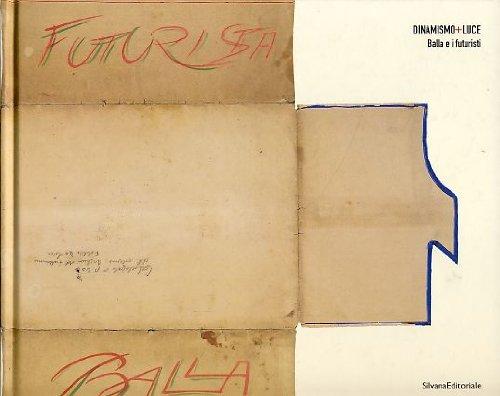 FUTURISTA
DINAMISMO+LUCE
Balla e i futuristi
BALLA
SilvanaEditoriale